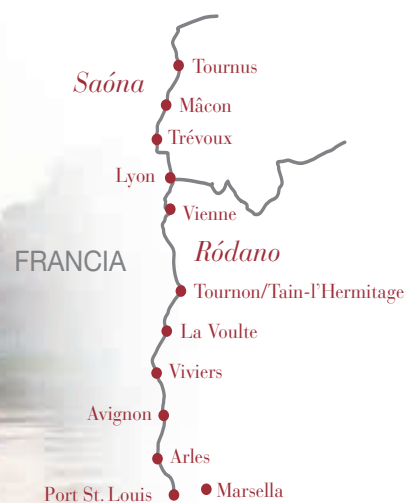 Tournus
Saóna
Mâcon
Trévoux
Lyon
Vienne
FRANCIA
Ródano
Tournon/Tain-l'Hermitage
La Voulte
Viviers
Avignon
Arles
Port St. Louis
Marsella